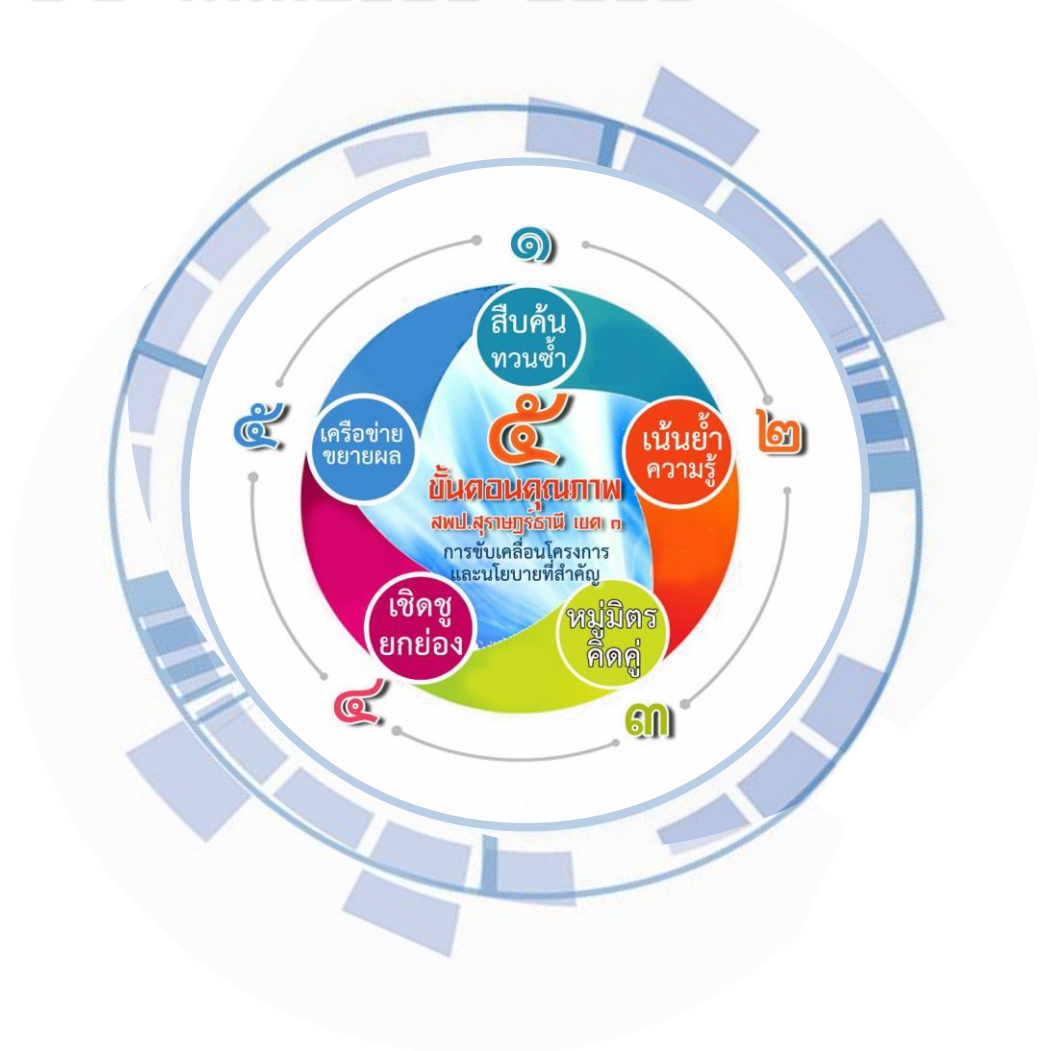 ๑
สืบค้น
ทวนซ้ำ
๒
เน้นย้ำ
ความรู้
๓
หมู่มิตร
คิดคู่
๔
เชิดชู
ยกย่อง
๕
เครือข่าย
ขยายผล
๕
ขั้นตอนคุณภาพ
สพป.สุราษฎร์ธานี เขต ๓
การขับเคลื่อนโครงการ
และนโยบายที่สำคัญ